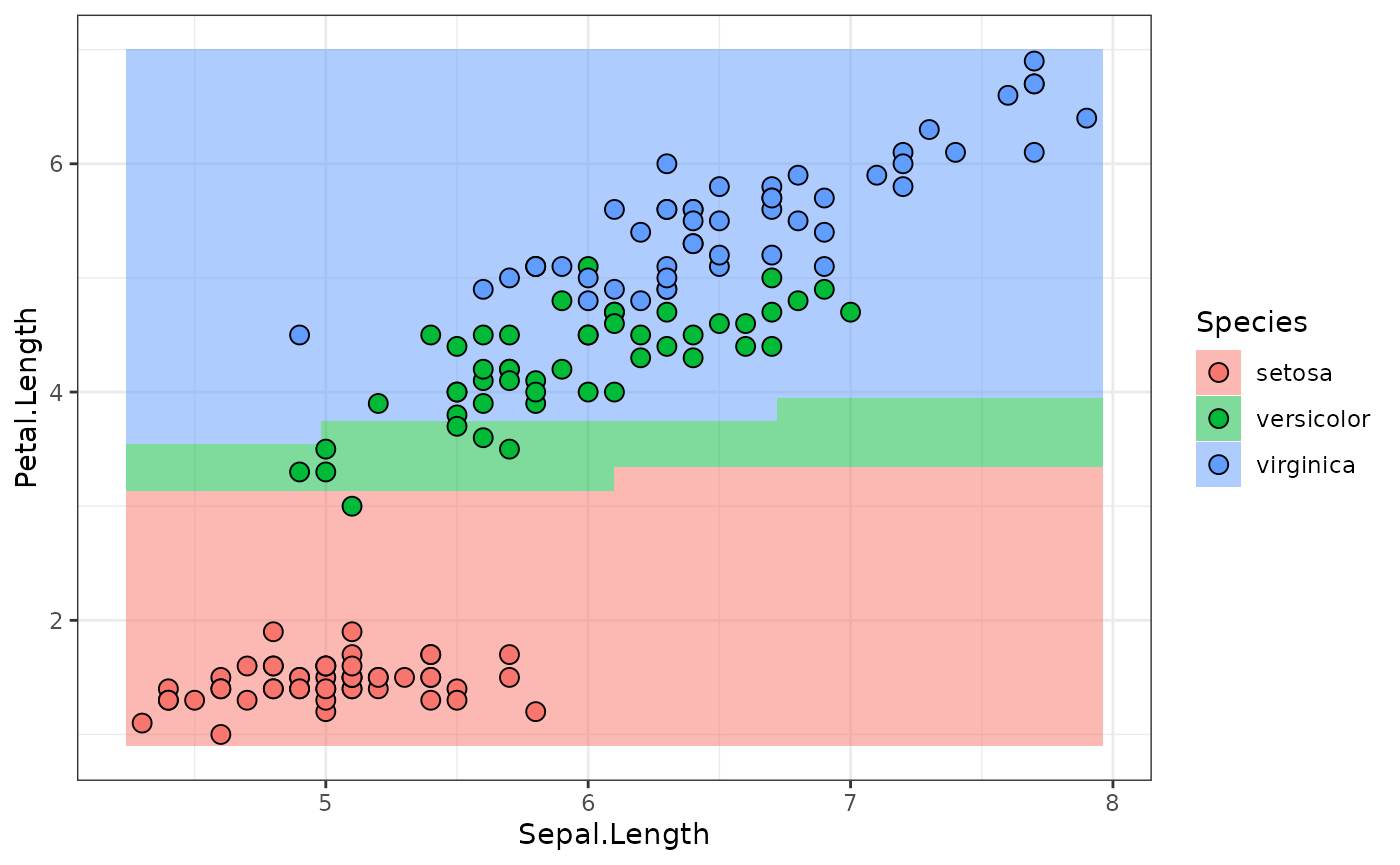 Petal.Length
6
4
2
5 6 7 8
Sepal.Length
Species
setosa
versicolor
virginica